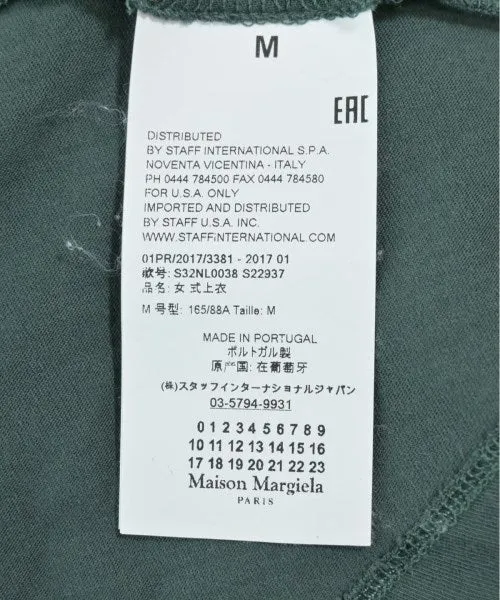 M
EAC
DISTRIBUTED
BY STAFF INTERNATIONAL S.P.A.
NOVENTA VICENTINA - ITALY
PH 0444 784500 FAX 0444 784580
FOR U.S.A. ONLY
IMPORTED AND DISTRIBUTED
BY STAFF U.S.A. INC.
WWW.STAFFINTERNATIONAL.COM
01PR/2017/3381 - 2017 01
款号: S32NL0038 S22937
品名: 女式上衣
M 号型: 165/88A Taille: M
MADE IN PORTUGAL
ポルトガル製
原产国: 在葡萄牙
(株)スタッフインターナショナルジャパン
03-5794-9931
0 1 2 3 4 5 6 7 8 9
10 11 12 13 14 15 16
17 18 19 20 21 22 23
Maison Margiela
PARIS